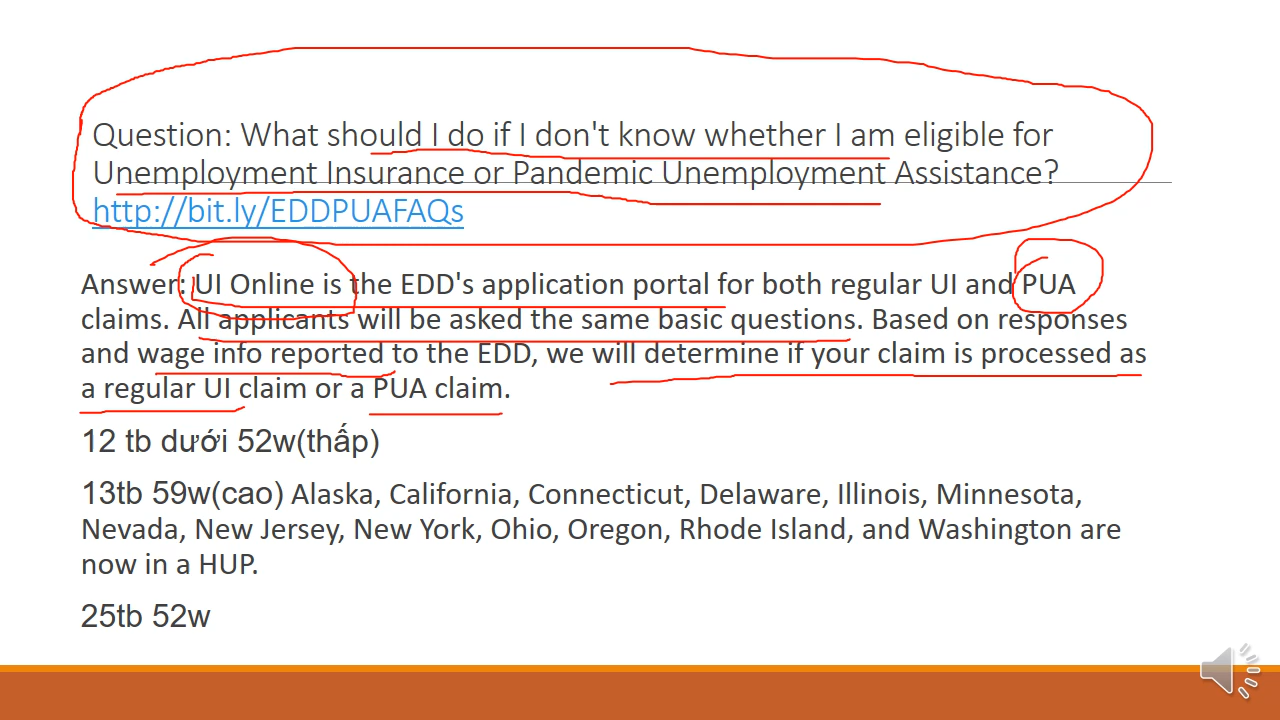 Question: What should I do if I don't know whether I am eligible for
Unemployment Insurance or Pandemic Unemployment Assistance?
http://bit.ly/EDDPUAFAQs
Answer: UI Online is the EDD's application portal for both regular UI and PUA
claims. All applicants will be asked the same basic questions. Based on responses
and wage info reported to the EDD, we will determine if your claim is processed as
a regular UI claim or a PUA claim.
12 tb dưới 52w(thấp)
13tb 59w(cao) Alaska, California, Connecticut, Delaware, Illinois, Minnesota,
Nevada, New Jersey, New York, Ohio, Oregon, Rhode Island, and Washington are
now in a HUP.
25tb 52w